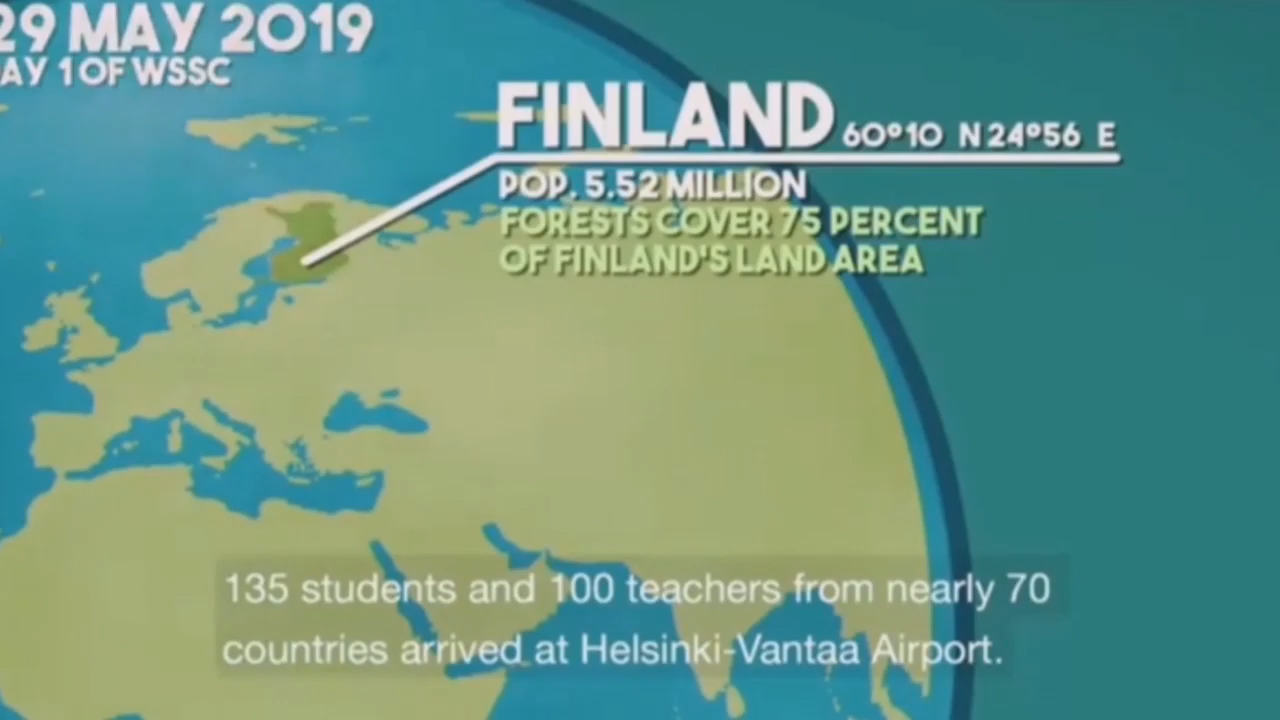 29 MAY 2019
AY 1 OF WSSC
FINLAND 60°10 N 24°56 E
POP. 5.52 MILLION
FORESTS COVER 75 PERCENT
OF FINLAND'S LAND AREA
135 students and 100 teachers from nearly 70
countries arrived at Helsinki-Vantaa Airport.